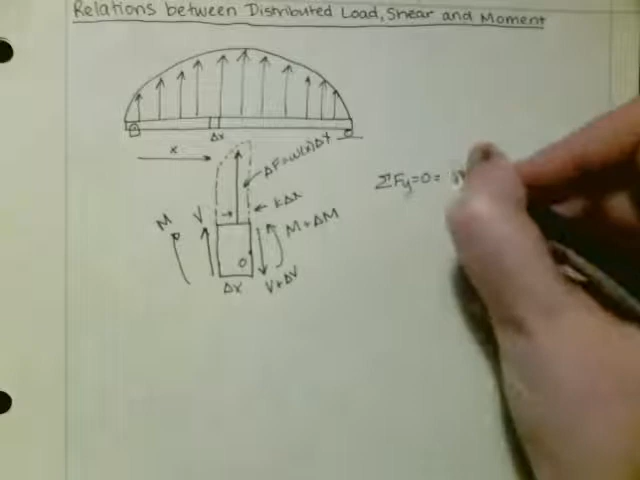 Relations between Distributed Load, Shear and Moment
Δx
x
ΔF=w(x)Δx
kΔx
M
V
M+ΔM
O
Δx
V+ΔV
ΣFy=0=